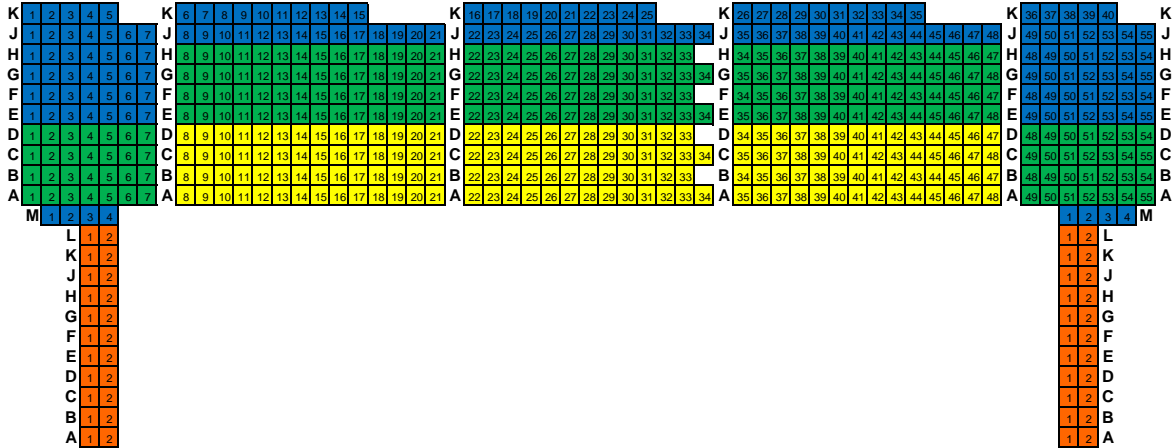 K 1 2 3 4 5 K 6 7 8 9 10 11 12 13 14 15 K 16 17 18 19 20 21 22 23 24 25 K 26 27 28 29 30 31 32 33 34 35 K 36 37 38 39 40 K
J 1 2 3 4 5 6 7 J 8 9 10 11 12 13 14 15 16 17 18 19 20 21 J 22 23 24 25 26 27 28 29 30 31 32 33 34 J 35 36 37 38 39 40 41 42 43 44 45 46 47 48 J 49 50 51 52 53 54 55 J
H 1 2 3 4 5 6 7 H 8 9 10 11 12 13 14 15 16 17 18 19 20 21 H 22 23 24 25 26 27 28 29 30 31 32 33 H 34 35 36 37 38 39 40 41 42 43 44 45 46 47 H 48 49 50 51 52 53 54 H
G 1 2 3 4 5 6 7 G 8 9 10 11 12 13 14 15 16 17 18 19 20 21 G 22 23 24 25 26 27 28 29 30 31 32 33 34 G 35 36 37 38 39 40 41 42 43 44 45 46 47 48 G 49 50 51 52 53 54 55 G
F 1 2 3 4 5 6 7 F 8 9 10 11 12 13 14 15 16 17 18 19 20 21 F 22 23 24 25 26 27 28 29 30 31 32 33 F 34 35 36 37 38 39 40 41 42 43 44 45 46 47 F 48 49 50 51 52 53 54 F
E 1 2 3 4 5 6 7 E 8 9 10 11 12 13 14 15 16 17 18 19 20 21 E 22 23 24 25 26 27 28 29 30 31 32 33 34 E 35 36 37 38 39 40 41 42 43 44 45 46 47 48 E 49 50 51 52 53 54 55 E
D 1 2 3 4 5 6 7 D 8 9 10 11 12 13 14 15 16 17 18 19 20 21 D 22 23 24 25 26 27 28 29 30 31 32 33 D 34 35 36 37 38 39 40 41 42 43 44 45 46 47 D 48 49 50 51 52 53 54 D
C 1 2 3 4 5 6 7 C 8 9 10 11 12 13 14 15 16 17 18 19 20 21 C 22 23 24 25 26 27 28 29 30 31 32 33 34 C 35 36 37 38 39 40 41 42 43 44 45 46 47 48 C 49 50 51 52 53 54 55 C
B 1 2 3 4 5 6 7 B 8 9 10 11 12 13 14 15 16 17 18 19 20 21 B 22 23 24 25 26 27 28 29 30 31 32 33 B 34 35 36 37 38 39 40 41 42 43 44 45 46 47 B 48 49 50 51 52 53 54 B
A 1 2 3 4 5 6 7 A 8 9 10 11 12 13 14 15 16 17 18 19 20 21 A 22 23 24 25 26 27 28 29 30 31 32 33 34 A 35 36 37 38 39 40 41 42 43 44 45 46 47 48 A 49 50 51 52 53 54 55 A
M 1 2 3 4 1 2 3 4 M
L 1 2 1 2 L
K 1 2 1 2 K
J 1 2 1 2 J
H 1 2 1 2 H
G 1 2 1 2 G
F 1 2 1 2 F
E 1 2 1 2 E
D 1 2 1 2 D
C 1 2 1 2 C
B 1 2 1 2 B
A 1 2 1 2 A